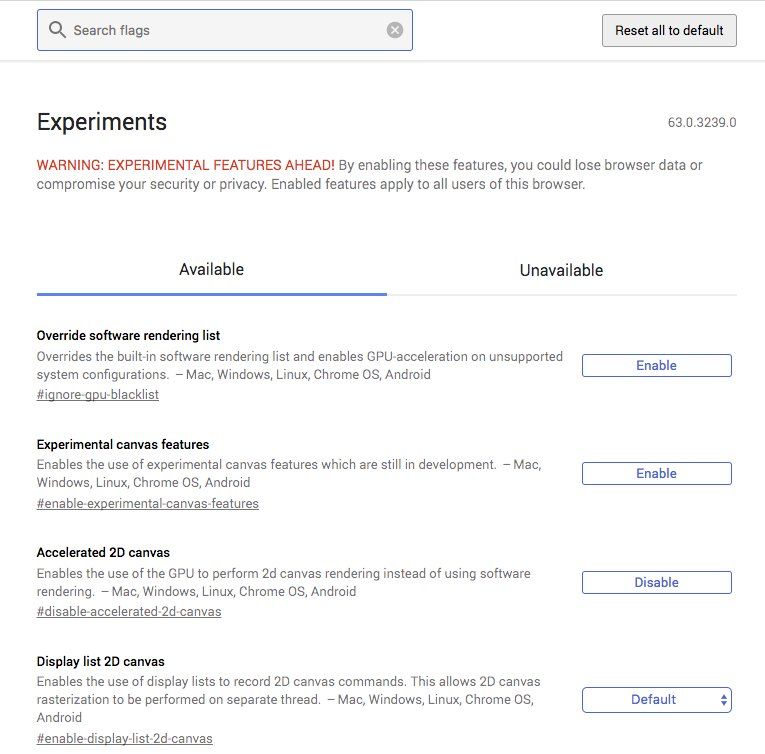 Search flags
Reset all to default
Experiments
63.0.3239.0
WARNING: EXPERIMENTAL FEATURES AHEAD! By enabling these features, you could lose browser data or
compromise your security or privacy. Enabled features apply to all users of this browser.
Available
Unavailable
Override software rendering list
Overrides the built-in software rendering list and enables GPU-acceleration on unsupported
system configurations. – Mac, Windows, Linux, Chrome OS, Android
#ignore-gpu-blacklist
Enable
Experimental canvas features
Enables the use of experimental canvas features which are still in development. – Mac,
Windows, Linux, Chrome OS, Android
#enable-experimental-canvas-features
Enable
Accelerated 2D canvas
Enables the use of the GPU to perform 2d canvas rendering instead of using software
rendering. – Mac, Windows, Linux, Chrome OS, Android
#disable-accelerated-2d-canvas
Disable
Display list 2D canvas
Enables the use of display lists to record 2D canvas commands. This allows 2D canvas
rasterization to be performed on separate thread. – Mac, Windows, Linux, Chrome OS,
Android
#enable-display-list-2d-canvas
Default